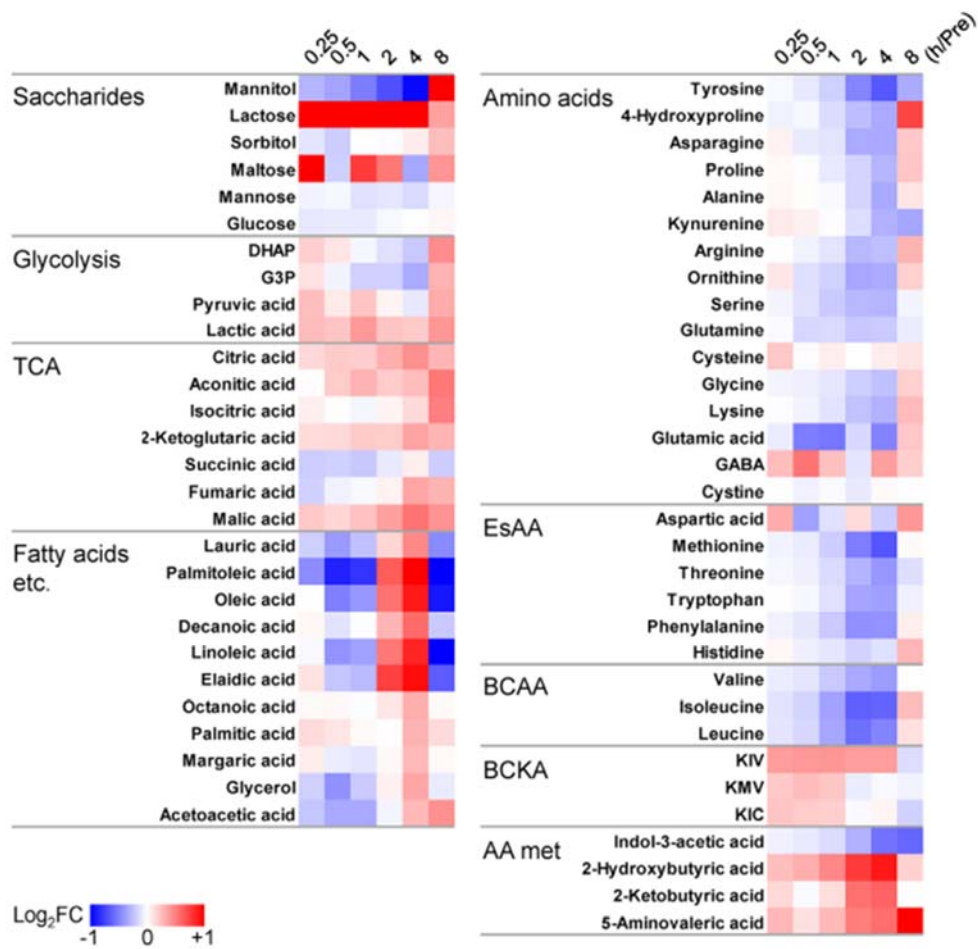 0.25 0.5 1 2 4 8
Saccharides
Mannitol
Lactose
Sorbitol
Maltose
Mannose
Glucose
Glycolysis
DHAP
G3P
Pyruvic acid
Lactic acid
TCA
Citric acid
Aconitic acid
Isocitric acid
2-Ketoglutaric acid
Succinic acid
Fumaric acid
Malic acid
Fatty acids
etc.
Lauric acid
Palmitoleic acid
Oleic acid
Decanoic acid
Linoleic acid
Elaidic acid
Octanoic acid
Palmitic acid
Margaric acid
Glycerol
Acetoacetic acid
Log₂FC
-1 0 +1
0.25 0.5 1 2 4 8 (h/Pre)
Amino acids
Tyrosine
4-Hydroxyproline
Asparagine
Proline
Alanine
Kynurenine
Arginine
Ornithine
Serine
Glutamine
Cysteine
Glycine
Lysine
Glutamic acid
GABA
Cystine
EsAA
Aspartic acid
Methionine
Threonine
Tryptophan
Phenylalanine
Histidine
BCAA
Valine
Isoleucine
Leucine
BCKA
KIV
KMV
KIC
AA met
Indol-3-acetic acid
2-Hydroxybutyric acid
2-Ketobutyric acid
5-Aminovaleric acid